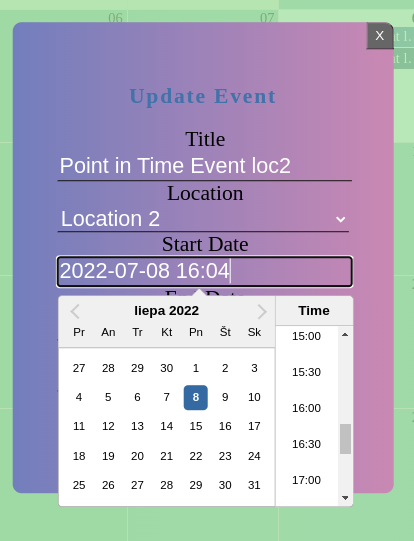 06
07
X
Update Event
Title
Point in Time Event loc2
Location
Location 2
Start Date
2022-07-08 16:04
liepa 2022
Time
Pr An Tr Kt Pn Št Sk
27 28 29 30 1 2 3
4 5 6 7 8 9 10
11 12 13 14 15 16 17
18 19 20 21 22 23 24
25 26 27 28 29 30 31
15:00
15:30
16:00
16:30
17:00